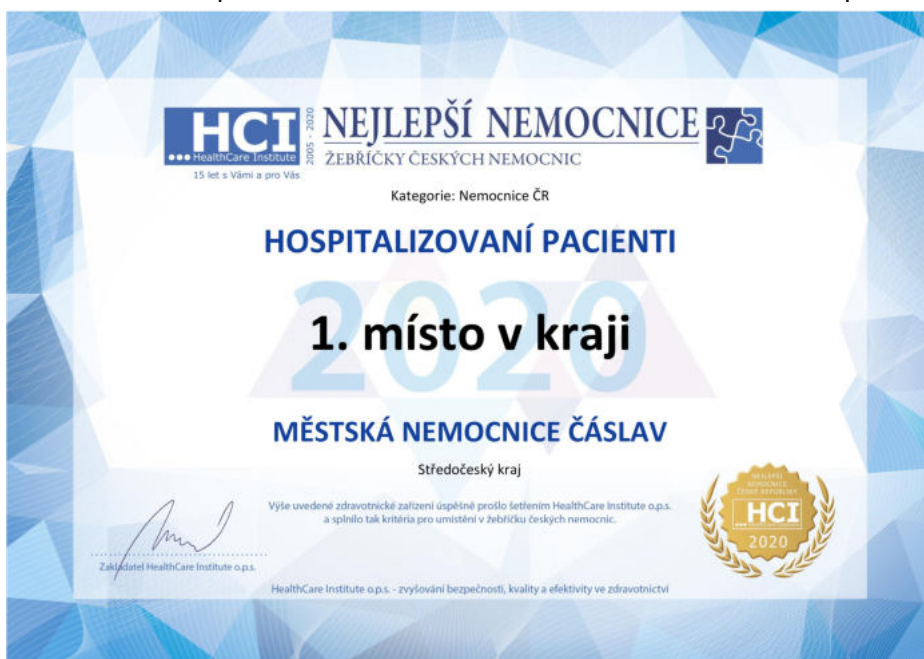 HCI
HealthCare Institute
2005 - 2020
15 let s Vámi a pro Vás
NEJLEPŠÍ NEMOCNICE
ŽEBŘÍČKY ČESKÝCH NEMOCNIC
Kategorie: Nemocnice ČR
HOSPITALIZOVANÍ PACIENTI
2020
1. místo v kraji
MĚSTSKÁ NEMOCNICE ČÁSLAV
Středočeský kraj
Výše uvedené zdravotnické zařízení úspěšně prošlo šetřením HealthCare Institute o.p.s.
a splnilo tak kritéria pro umístění v žebříčku českých nemocnic.
Zakladatel HealthCare Institute o.p.s.
NEJLEPŠÍ
NEMOCNICE
ČESKÉ REPUBLIKY
HCI
2020
HealthCare Institute o.p.s. - zvyšování bezpečnosti, kvality a efektivity ve zdravotnictví